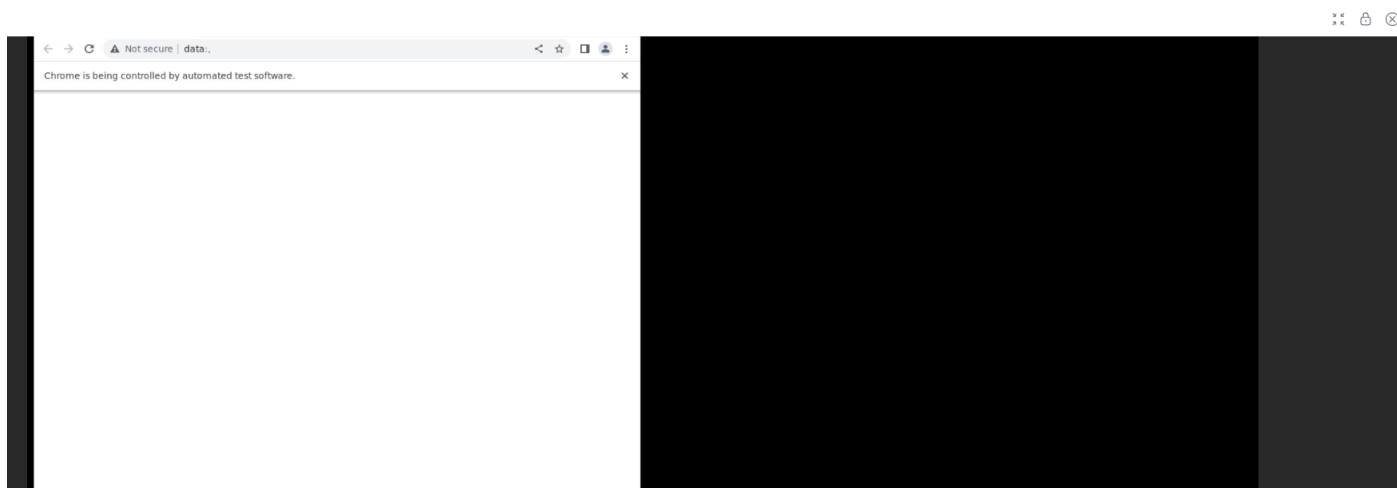 Not secure | data:,
Chrome is being controlled by automated test software.